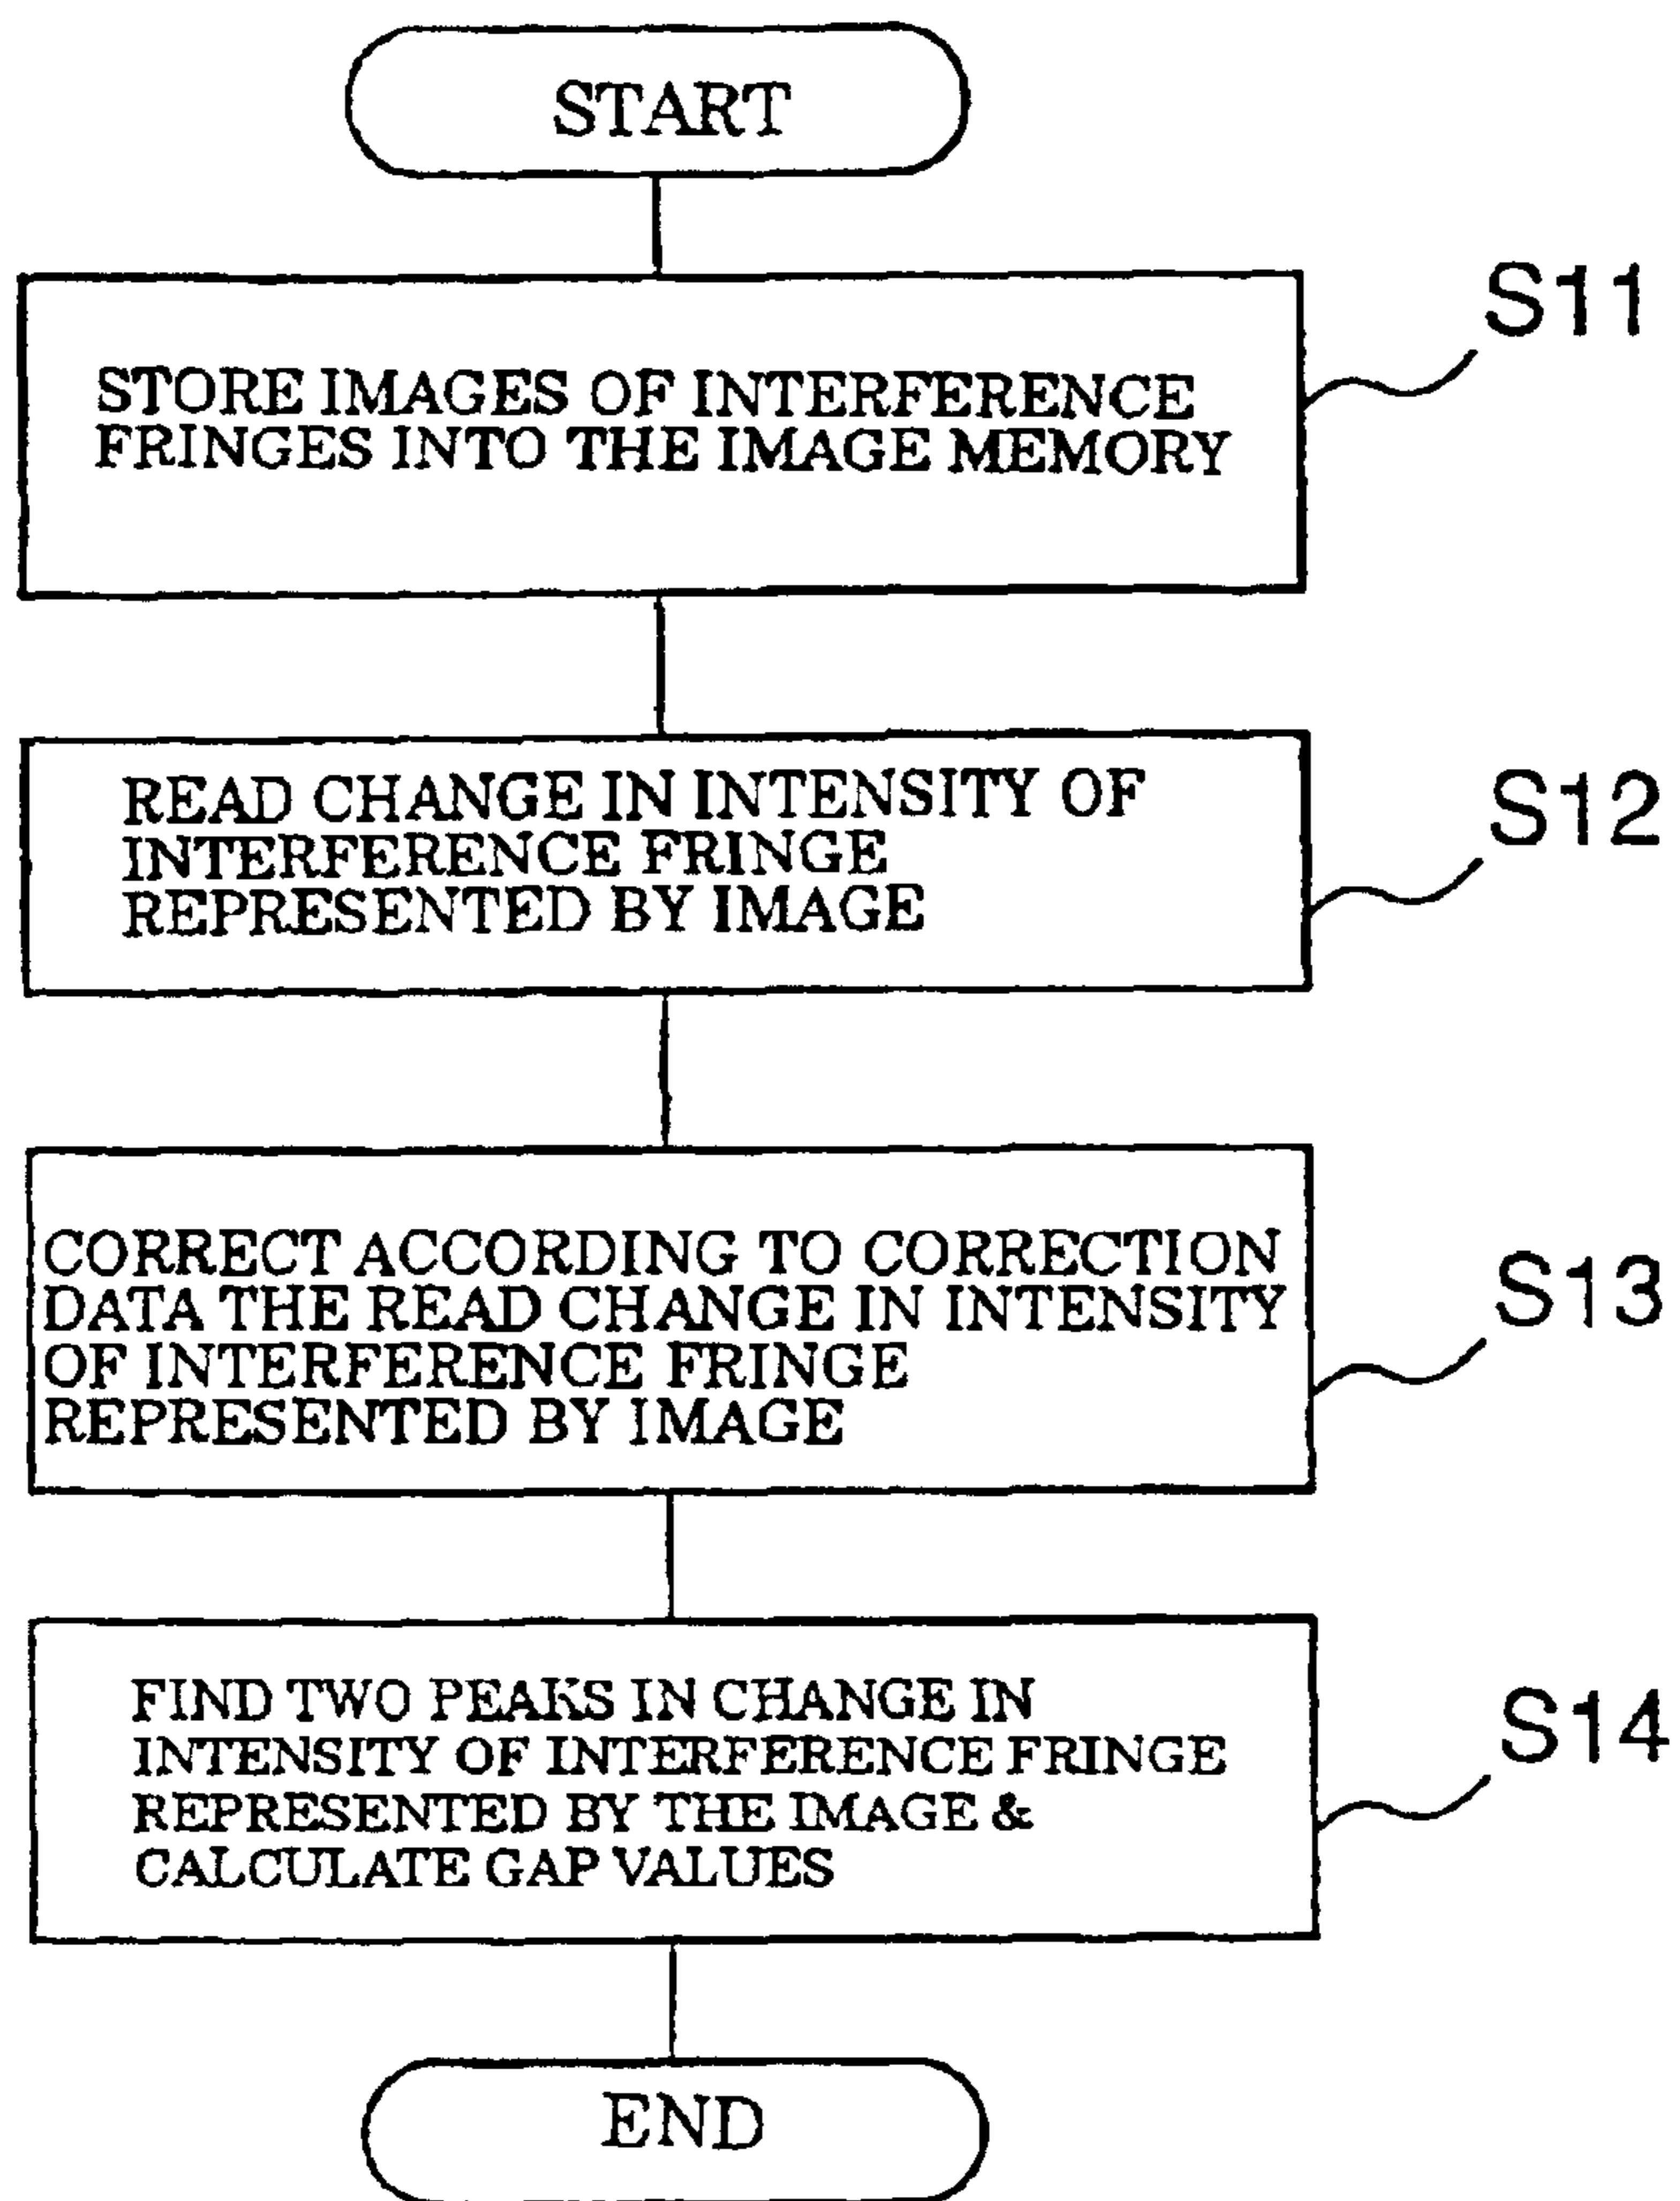 START
S11
STORE IMAGES OF INTERFERENCE
FRINGES INTO THE IMAGE MEMORY
S12
READ CHANGE IN INTENSITY OF
INTERFERENCE FRINGE
REPRESENTED BY IMAGE
S13
CORRECT ACCORDING TO CORRECTION
DATA THE READ CHANGE IN INTENSITY
OF INTERFERENCE FRINGE
REPRESENTED BY IMAGE
S14
FIND TWO PEAKS IN CHANGE IN
INTENSITY OF INTERFERENCE FRINGE
REPRESENTED BY THE IMAGE &
CALCULATE GAP VALUES
END